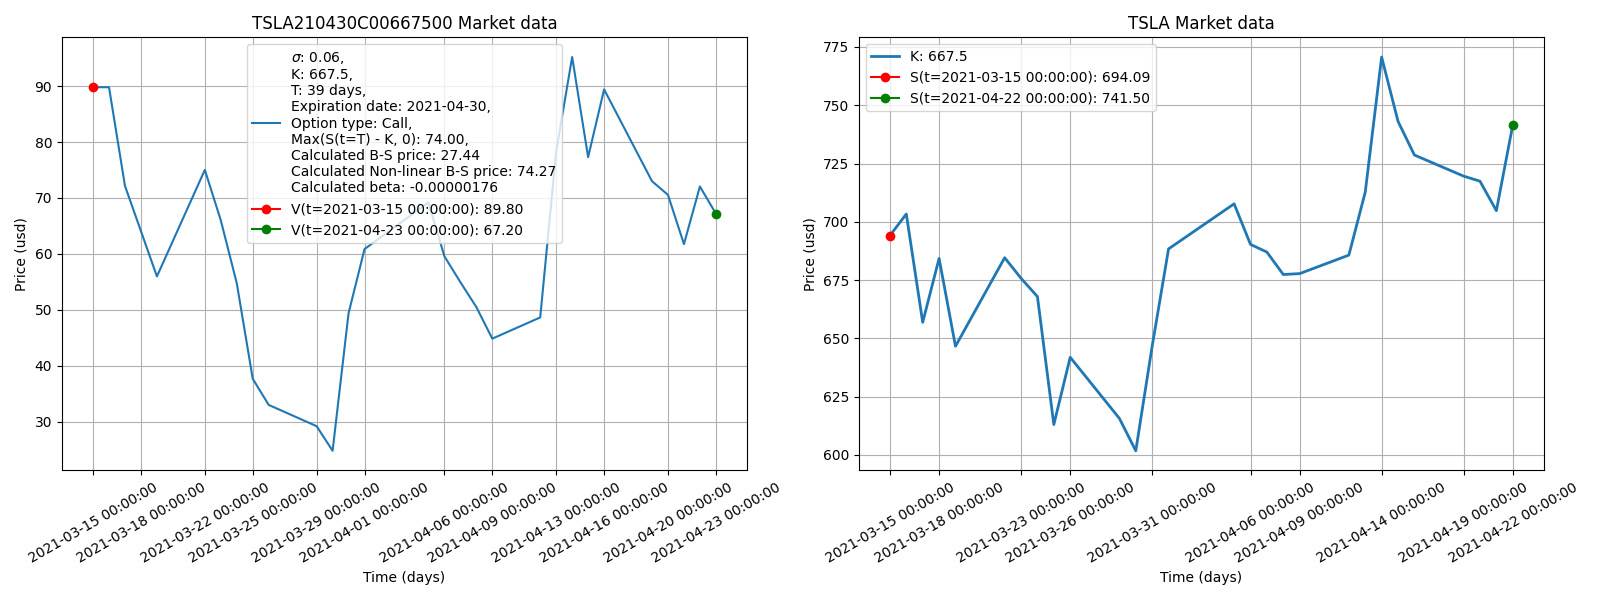 TSLA210430C00667500 Market data
σ: 0.06,
K: 667.5,
T: 39 days,
Expiration date: 2021-04-30,
Option type: Call,
Max(S(t=T) - K, 0): 74.00,
Calculated B-S price: 27.44
Calculated Non-linear B-S price: 74.27
Calculated beta: -0.00000176
V(t=2021-03-15 00:00:00): 89.80
V(t=2021-04-23 00:00:00): 67.20
Price (usd)
90
80
70
60
50
40
30
2021-03-15 00:00:00
2021-03-18 00:00:00
2021-03-22 00:00:00
2021-03-25 00:00:00
2021-03-29 00:00:00
2021-04-01 00:00:00
2021-04-06 00:00:00
2021-04-09 00:00:00
2021-04-13 00:00:00
2021-04-16 00:00:00
2021-04-20 00:00:00
2021-04-23 00:00:00
Time (days)
TSLA Market data
K: 667.5
S(t=2021-03-15 00:00:00): 694.09
S(t=2021-04-22 00:00:00): 741.50
Price (usd)
775
750
725
700
675
650
625
600
2021-03-15 00:00:00
2021-03-18 00:00:00
2021-03-23 00:00:00
2021-03-26 00:00:00
2021-03-31 00:00:00
2021-04-06 00:00:00
2021-04-09 00:00:00
2021-04-14 00:00:00
2021-04-19 00:00:00
2021-04-22 00:00:00
Time (days)